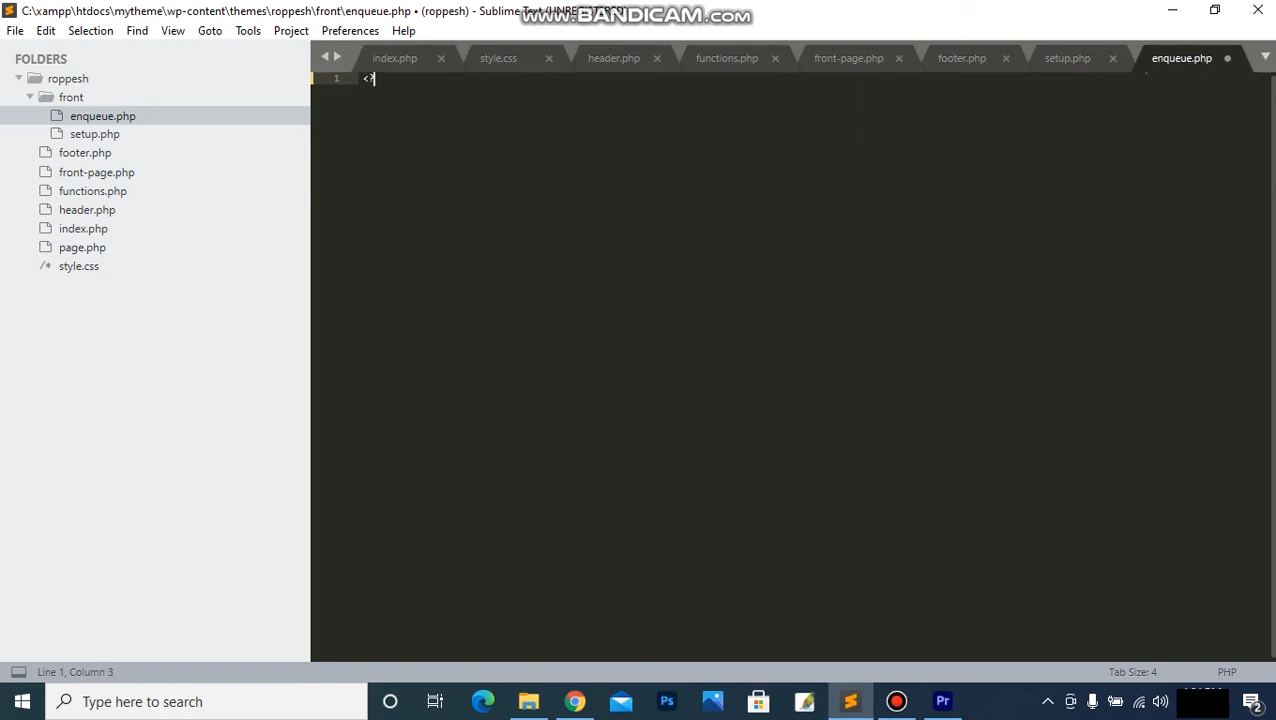 C:\xampp\htdocs\mytheme\wp-content\themes\roppesh\front\enqueue.php • (roppesh) - Sublime Text (UNREGISTERED)
www.BANDICAM.com
File Edit Selection Find View Goto Tools Project Preferences Help
FOLDERS
roppesh
front
enqueue.php
setup.php
footer.php
front-page.php
functions.php
header.php
index.php
page.php
/* style.css
index.php style.css header.php functions.php front-page.php footer.php setup.php enqueue.php
1 <?
Line 1, Column 3
Tab Size: 4 PHP
Type here to search
Ps
Pr
2